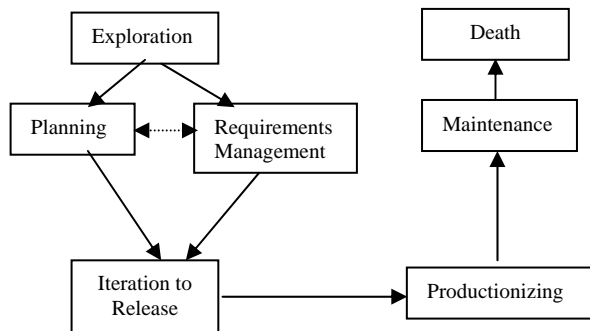 Exploration
Death
Planning
Requirements
Management
Maintenance
Iteration to
Release
Productionizing